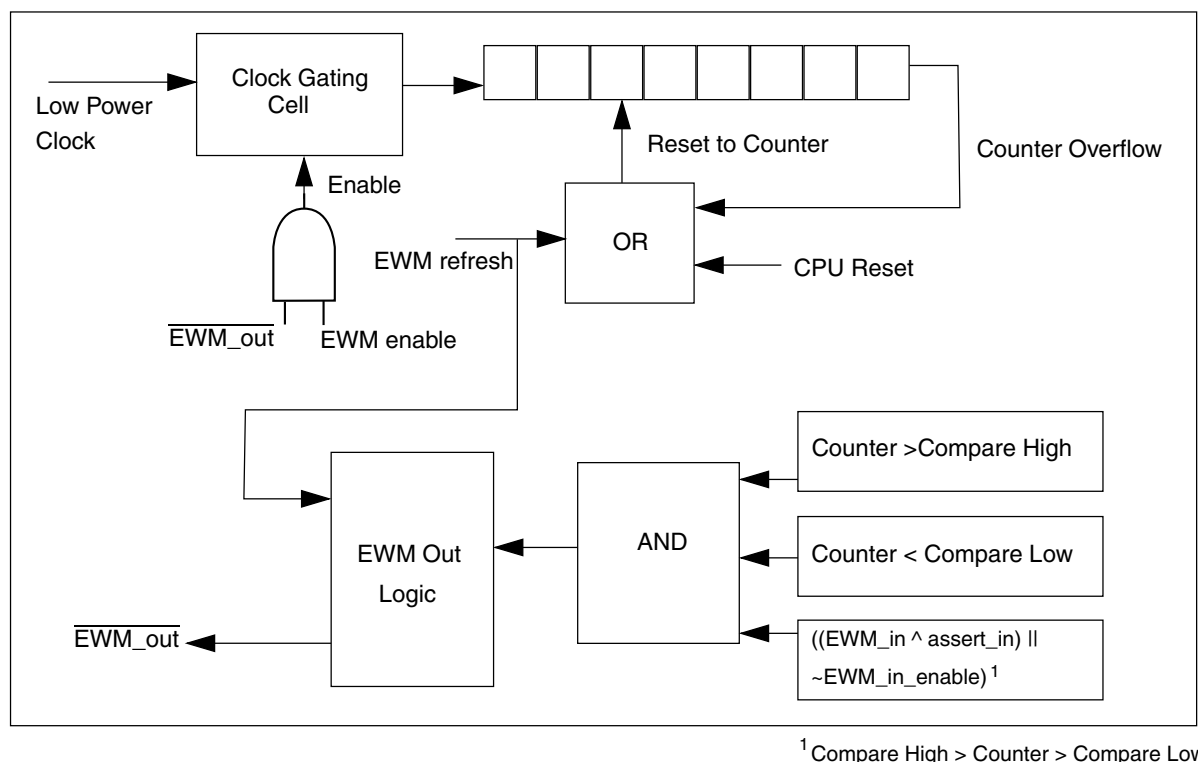 Low Power
Clock
Clock Gating
Cell
Enable
EWM_out
EWM enable
EWM refresh
Reset to Counter
OR
Counter Overflow
CPU Reset
EWM Out
Logic
EWM_out
AND
Counter >Compare High
Counter < Compare Low
((EWM_in ^ assert_in) ||
~EWM_in_enable) 1
1 Compare High > Counter > Compare Low